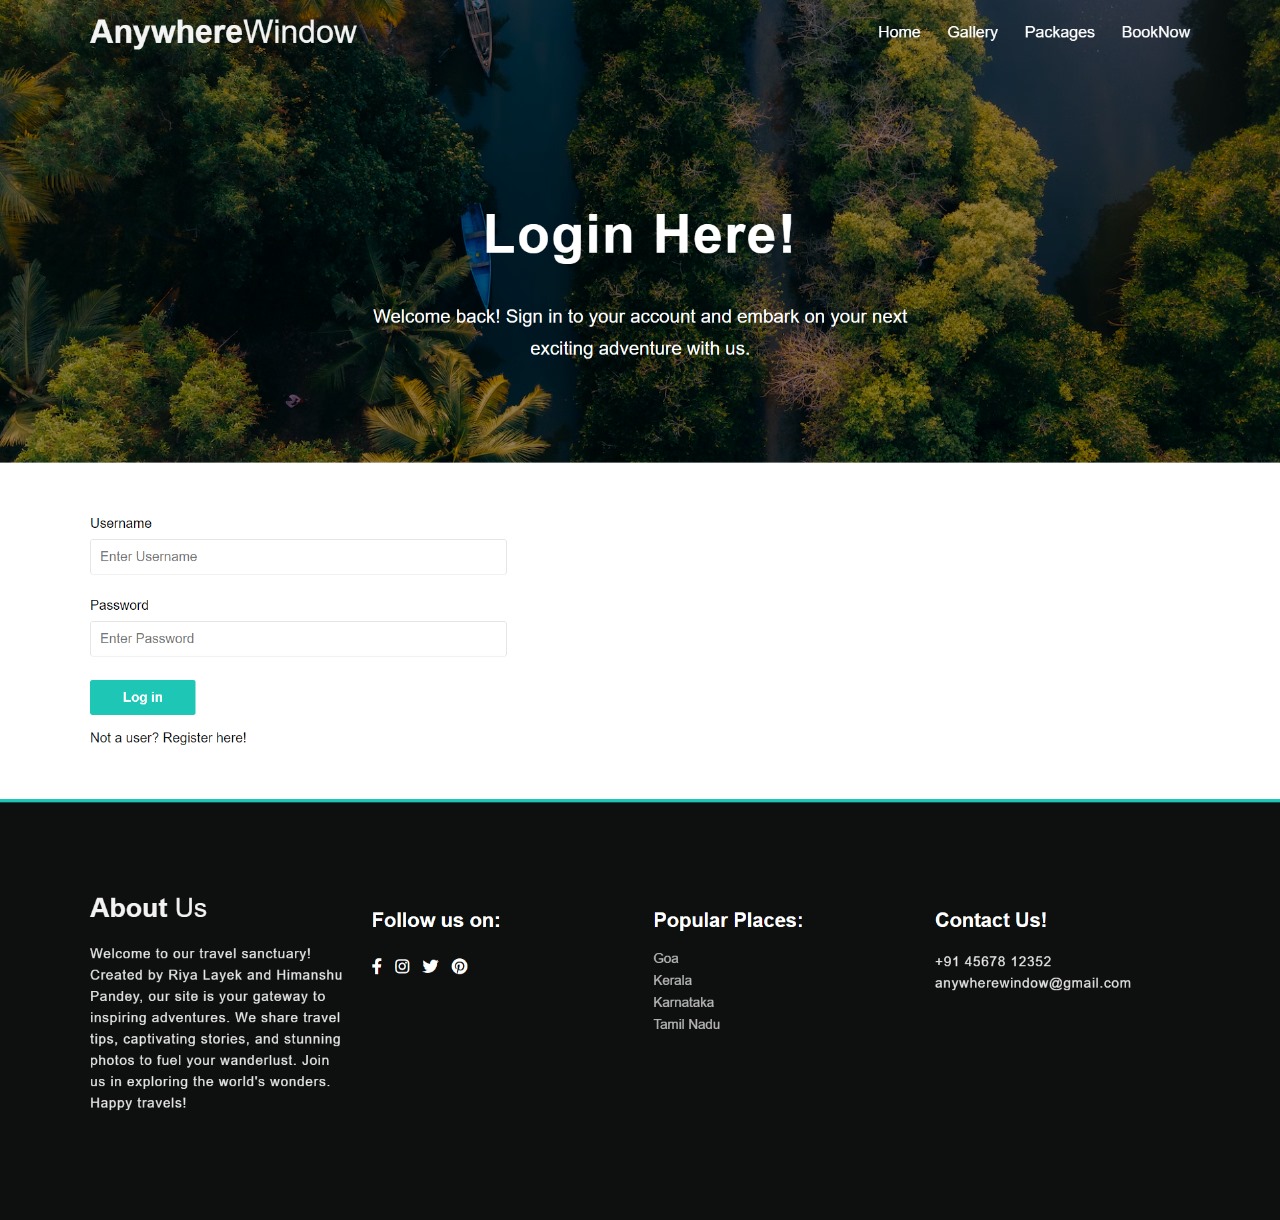 AnywhereWindow
Home Gallery Packages BookNow
Login Here!
Welcome back! Sign in to your account and embark on your next
exciting adventure with us.
Username
Enter Username
Password
Enter Password
Log in
Not a user? Register here!
About Us
Welcome to our travel sanctuary!
Created by Riya Layek and Himanshu
Pandey, our site is your gateway to
inspiring adventures. We share travel
tips, captivating stories, and stunning
photos to fuel your wanderlust. Join
us in exploring the world's wonders.
Happy travels!
Follow us on:
Popular Places:
Goa
Kerala
Karnataka
Tamil Nadu
Contact Us!
+91 45678 12352
anywherewindow@gmail.com